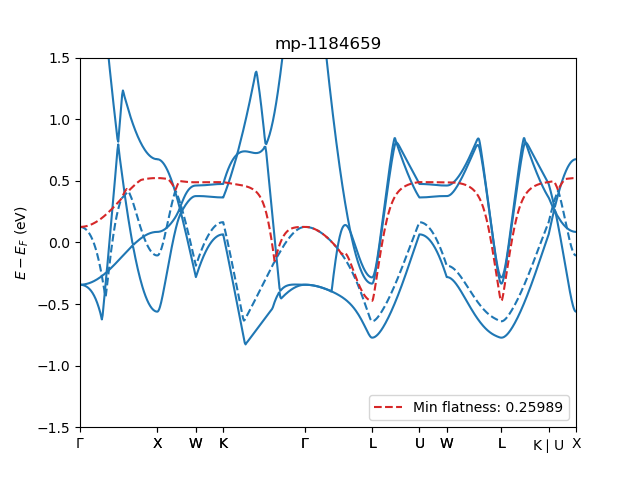 mp-1184659
E − E_F (eV)
1.5
1.0
0.5
0.0
−0.5
−1.0
−1.5
Min flatness: 0.25989
Γ X W K Γ L U W L K | U X